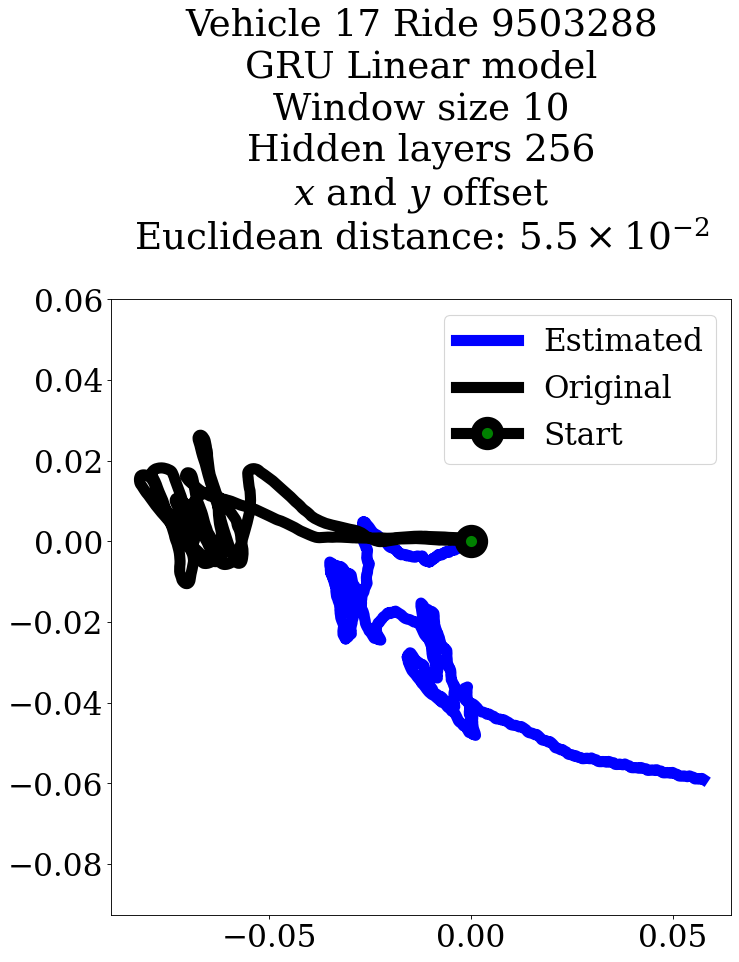 Vehicle 17 Ride 9503288
GRU Linear model
Window size 10
Hidden layers 256
x and y offset
Euclidean distance: 5.5 × 10⁻²
0.06
Estimated
0.04
Original
0.02
Start
0.00
−0.02
−0.04
−0.06
−0.08
−0.05 0.00 0.05